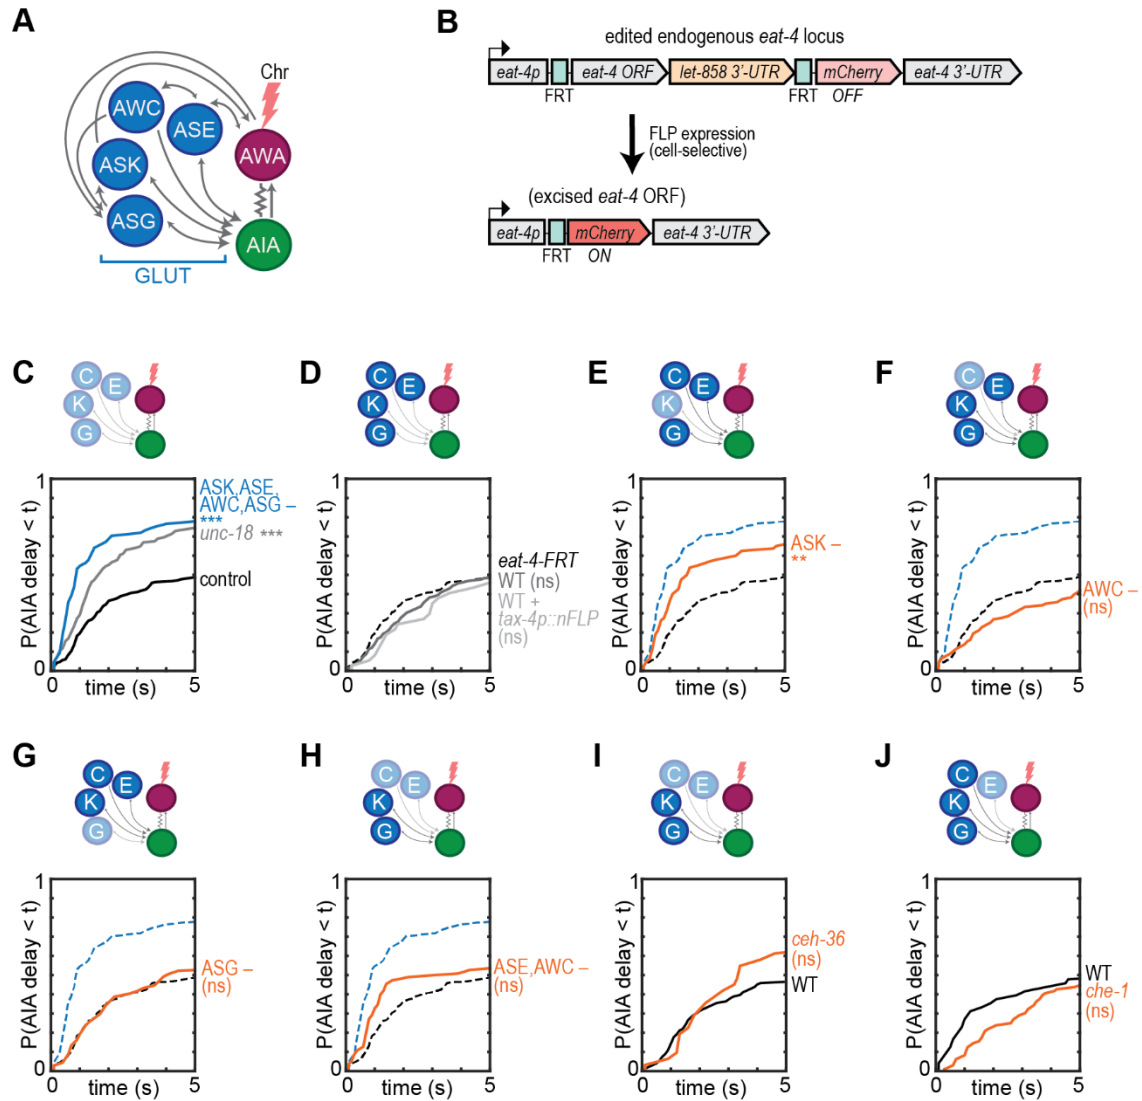 A
Chr
AWC
ASE
AWA
ASK
ASG
AIA
GLUT
B
edited endogenous eat-4 locus
eat-4p
eat-4 ORF
let-858 3'-UTR
mCherry
eat-4 3'-UTR
FRT
FRT
OFF
FLP expression
(cell-selective)
(excised eat-4 ORF)
eat-4p
mCherry
eat-4 3'-UTR
FRT
ON
C
C
E
K
G
1
P(AIA delay < t)
0
0
time (s)
5
ASK,ASE,
AWC,ASG –
***
unc-18 ***
control
D
C
E
K
G
1
P(AIA delay < t)
0
0
time (s)
5
eat-4-FRT
WT (ns)
WT +
tax-4p::nFLP
(ns)
E
C
E
K
G
1
P(AIA delay < t)
0
0
time (s)
5
ASK –
**
F
C
E
K
G
1
P(AIA delay < t)
0
0
time (s)
5
AWC –
(ns)
G
C
E
K
G
1
P(AIA delay < t)
0
0
time (s)
5
ASG –
(ns)
H
C
E
K
G
1
P(AIA delay < t)
0
0
time (s)
5
ASE,AWC –
(ns)
I
C
E
K
G
1
P(AIA delay < t)
0
0
time (s)
5
ceh-36
(ns)
WT
J
C
E
K
G
1
P(AIA delay < t)
0
0
time (s)
5
WT
che-1
(ns)